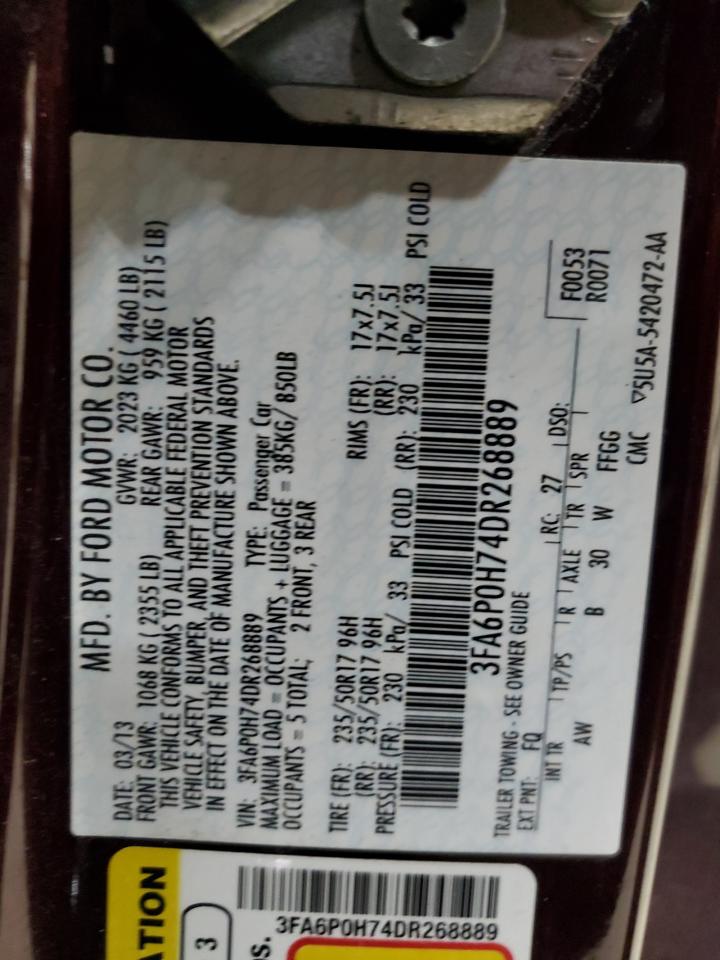 MFD. BY FORD MOTOR CO.
DATE: 03/13 GVWR: 2023 KG ( 4460 LB)
FRONT GAWR: 1068 KG ( 2355 LB) REAR GAWR: 959 KG ( 2115 LB)
THIS VEHICLE CONFORMS TO ALL APPLICABLE FEDERAL MOTOR
VEHICLE SAFETY, BUMPER, AND THEFT PREVENTION STANDARDS
IN EFFECT ON THE DATE OF MANUFACTURE SHOWN ABOVE.
VIN: 3FA6P0H74DR268889 TYPE: Passenger Car
MAXIMUM LOAD = OCCUPANTS + LUGGAGE = 385KG/ 850LB
OCCUPANTS = 5 TOTAL; 2 FRONT, 3 REAR
TIRE (FR): 235/50R17 96H RIMS (FR): 17x7.5J
(RR): 235/50R17 96H (RR): 17x7.5J
PRESSURE (FR): 230 kPa/ 33 PSI COLD (RR): 230 kPa/ 33 PSI COLD
3FA6P0H74DR268889
TRAILER TOWNG - SEE OWNER GUIDE
EXT PNT: FQ RC: 27 DSO: F0053
R0071
INT TR TP/PS R AXLE TR SPR
AW B 30 W FFGG
CMC ▽5U5A-5420472-AA
ATION
3
3FA6P0H74DR268889